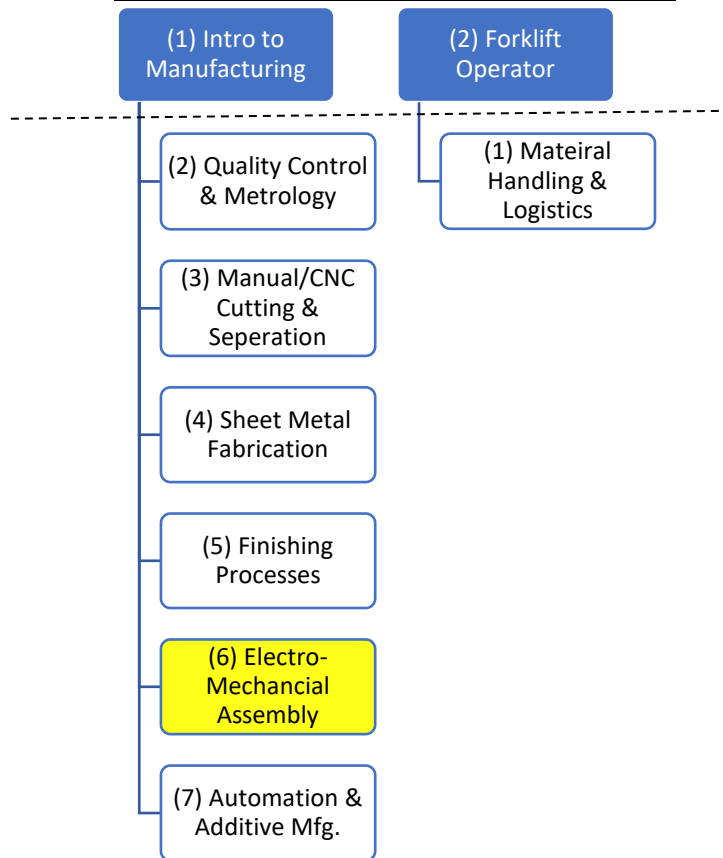 (1) Intro to
Manufacturing
(2) Forklift
Operator
(2) Quality Control
& Metrology
(1) Mateiral
Handling &
Logistics
(3) Manual/CNC
Cutting &
Seperation
(4) Sheet Metal
Fabrication
(5) Finishing
Processes
(6) Electro-
Mechancial
Assembly
(7) Automation &
Additive Mfg.